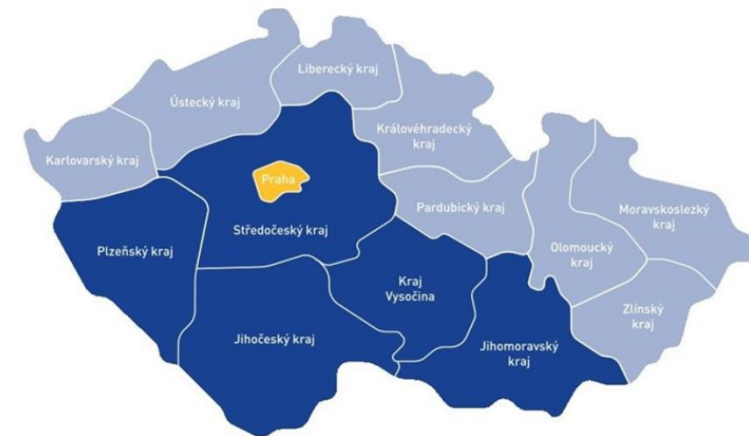 Liberecký kraj
Ústecký kraj
Královéhradecký
kraj
Karlovarský kraj
Praha
Pardubický kraj
Moravskoslezký
kraj
Středočeský kraj
Plzeňský kraj
Olomoucký
kraj
Kraj
Vysočina
Zlínský
kraj
Jihočeský kraj
Jihomoravský
kraj